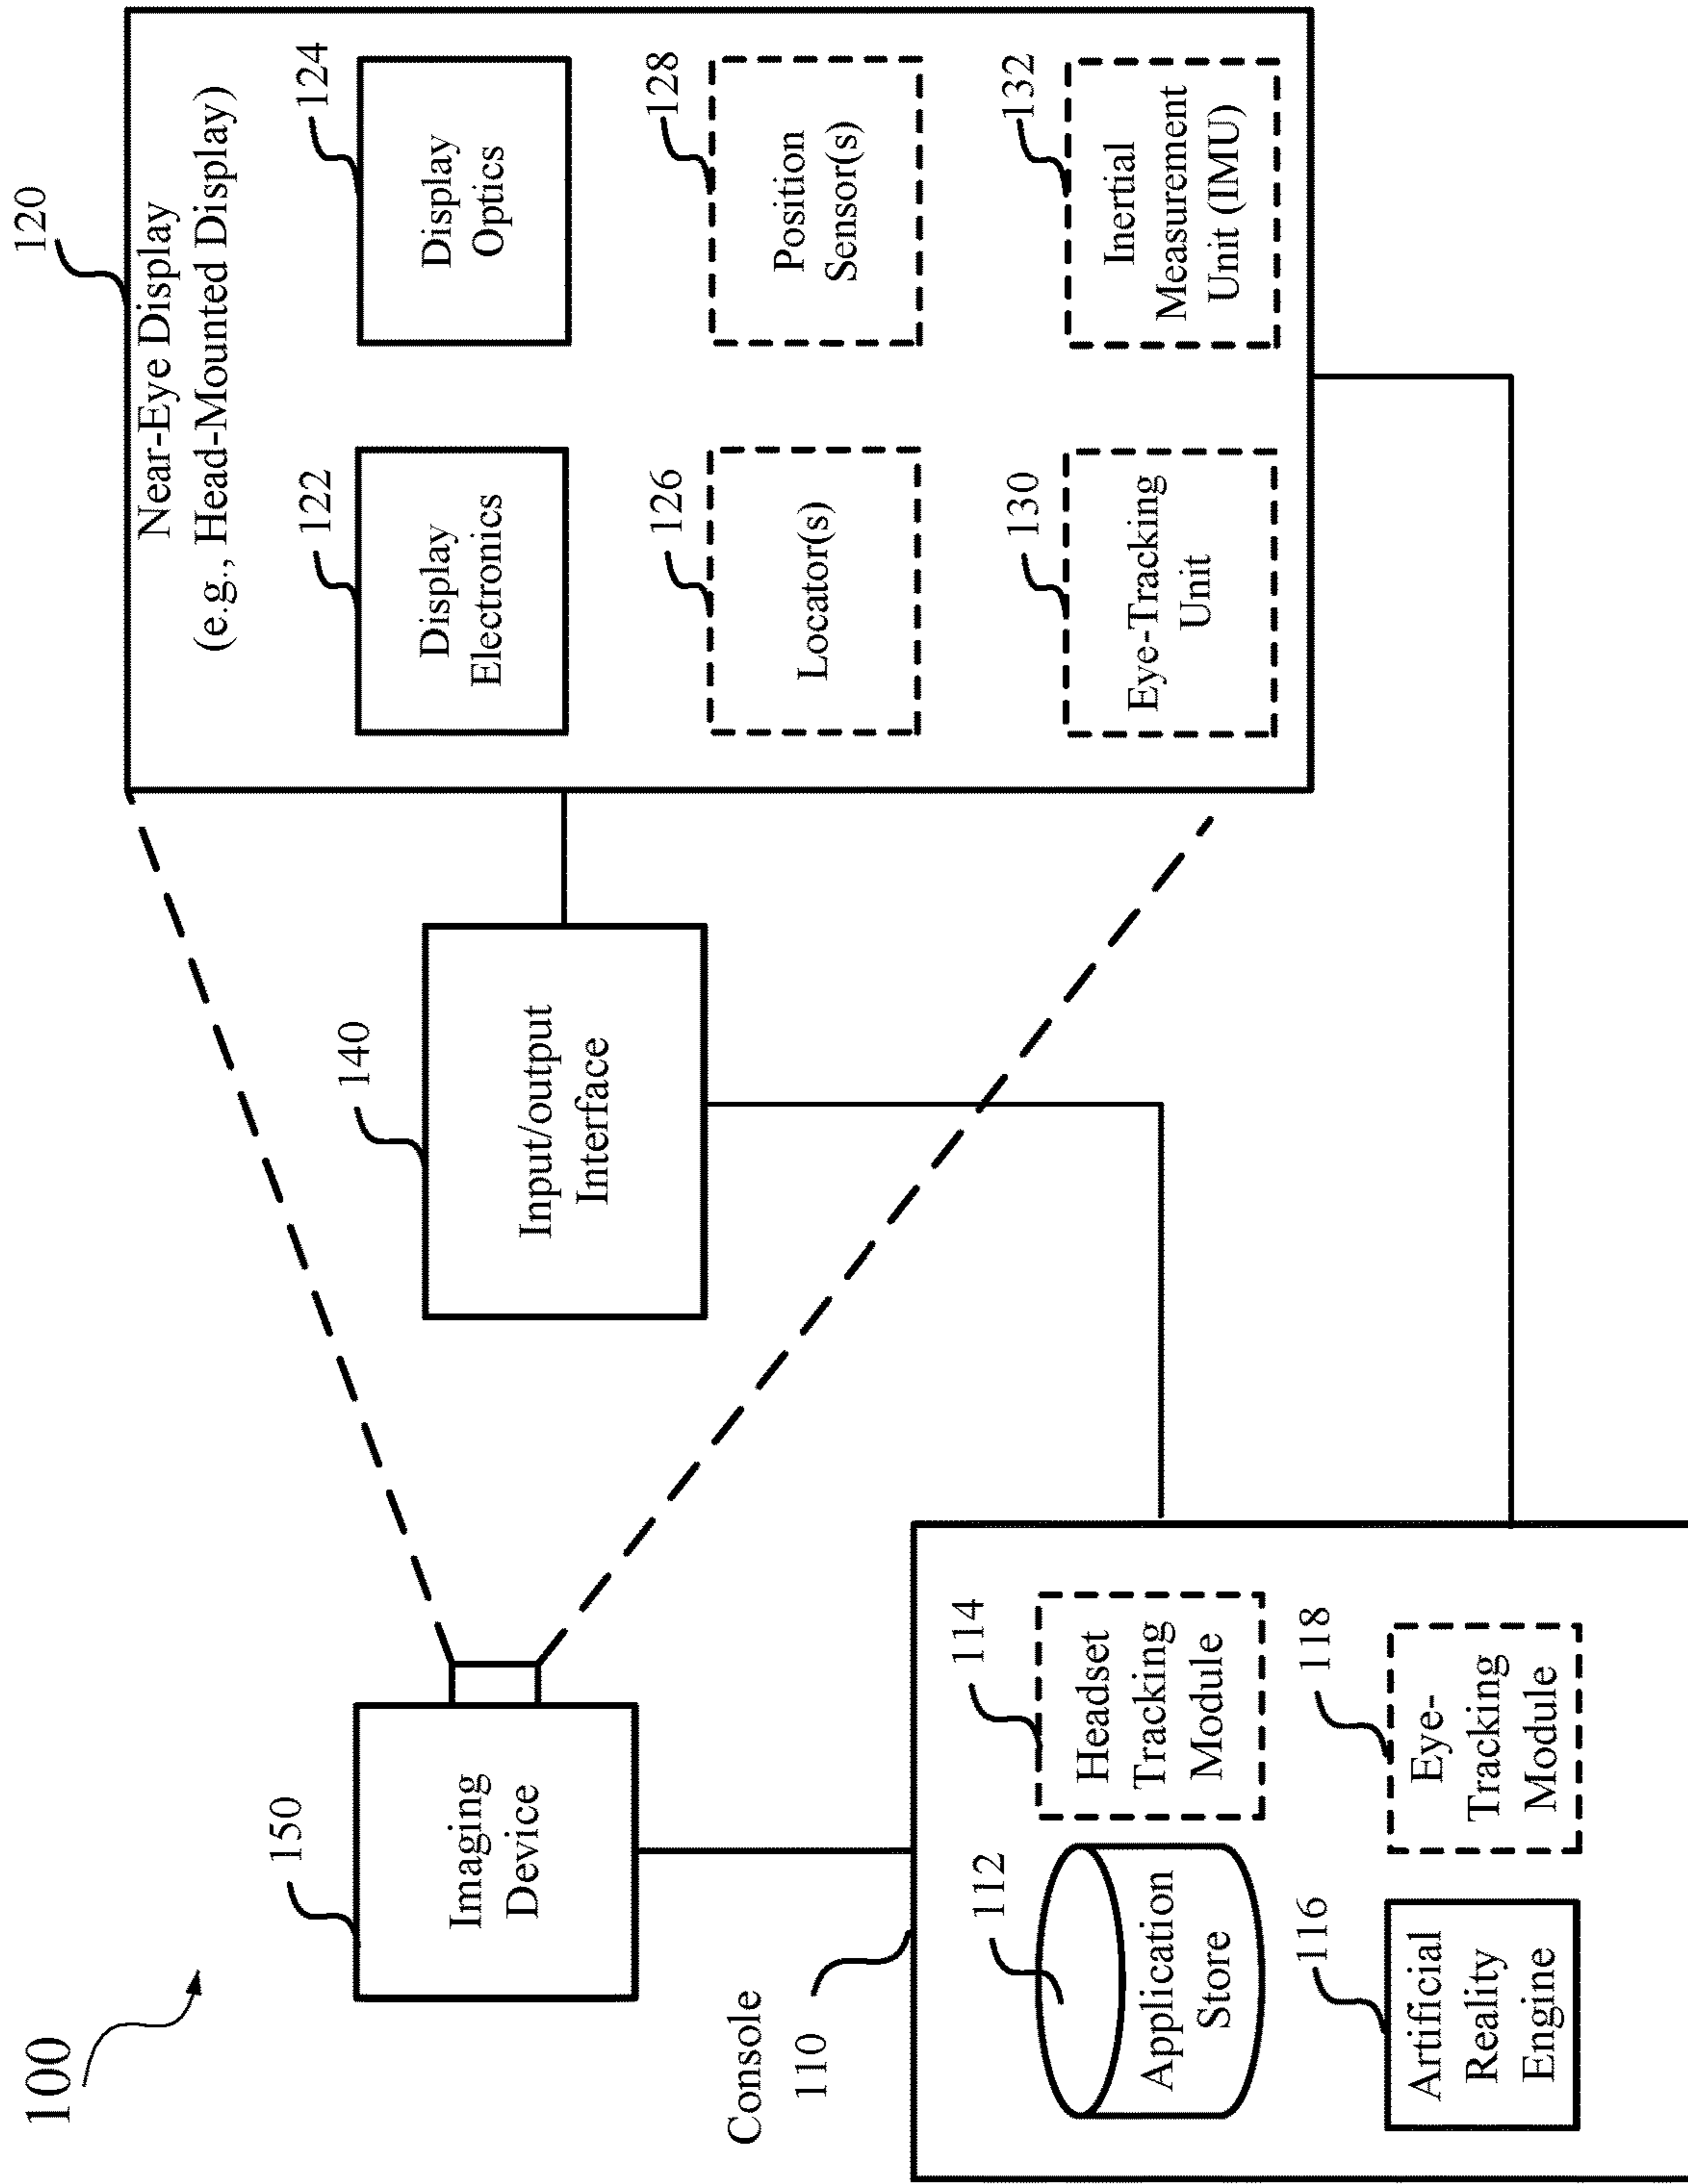 100
150
Imaging
Device
140
Input/output
Interface
120
Near-Eye Display
(e.g., Head-Mounted Display)
122
Display
Electronics
124
Display
Optics
126
Locator(s)
128
Position
Sensor(s)
130
Eye-Tracking
Unit
132
Inertial
Measurement
Unit (IMU)
Console
110
112
Application
Store
114
Headset
Tracking
Module
116
Artificial
Reality
Engine
118
Eye-
Tracking
Module